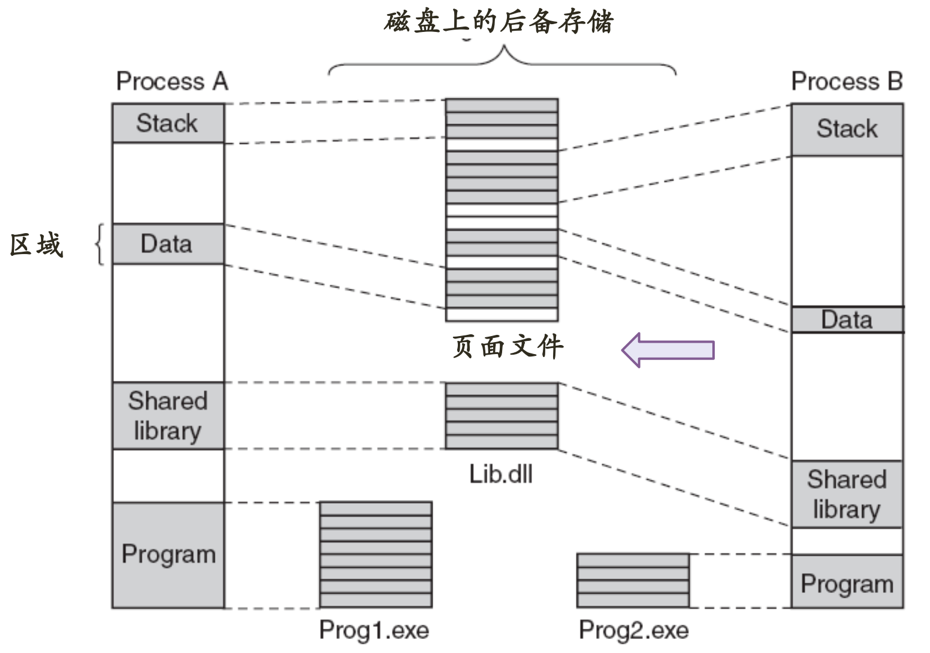 磁盘上的后备存储
Process A
Process B
Stack
Stack
区域
Data
Data
页面文件
Shared
library
Lib.dll
Shared
library
Program
Program
Prog1.exe
Prog2.exe